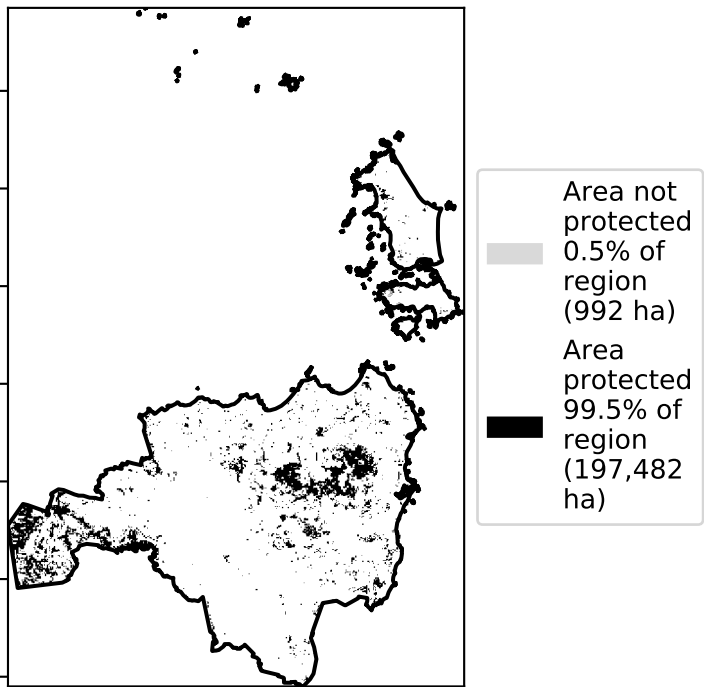 Area not
protected
0.5% of
region
(992 ha)
Area
protected
99.5% of
region
(197,482
ha)